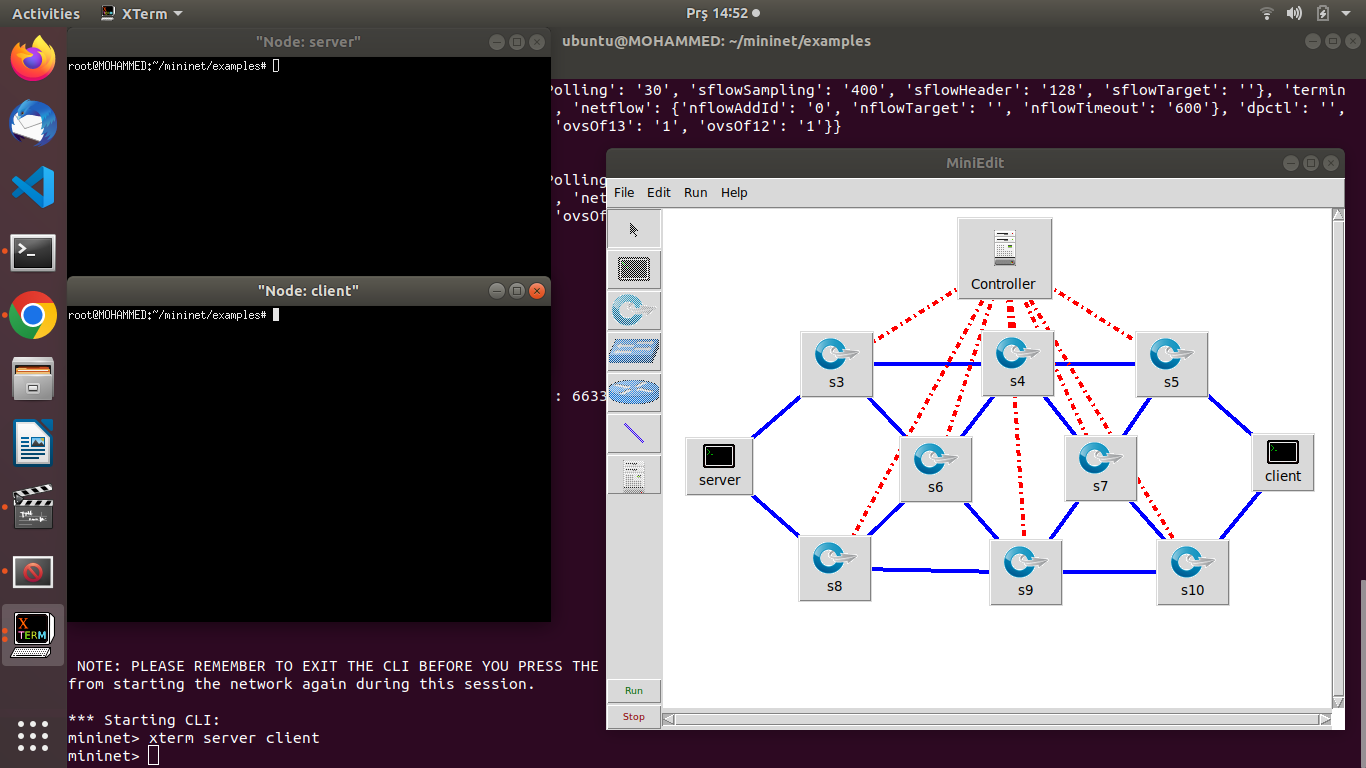 Activities
XTerm
Prş 14:52
"Node: server"
ubuntu@MOHAMMED: ~/mininet/examples
root@MOHAMMED:~/mininet/examples#
Polling': '30', 'sflowSampling': '400', 'sflowHeader': '128', 'sflowTarget': ''}, 'termin
, 'netflow': {'nflowAddId': '0', 'nflowTarget': '', 'nflowTimeout': '600'}, 'dpctl': '',
'ovsOf13': '1', 'ovsOf12': '1'}}
Polling
, 'net
'ovsOf
: 6633
"Node: client"
root@MOHAMMED:~/mininet/examples#
MiniEdit
File Edit Run Help
Controller
s3
s4
s5
server
s6
s7
client
s8
s9
s10
Run
Stop
NOTE: PLEASE REMEMBER TO EXIT THE CLI BEFORE YOU PRESS THE
from starting the network again during this session.
*** Starting CLI:
mininet> xterm server client
mininet>
X
TERM